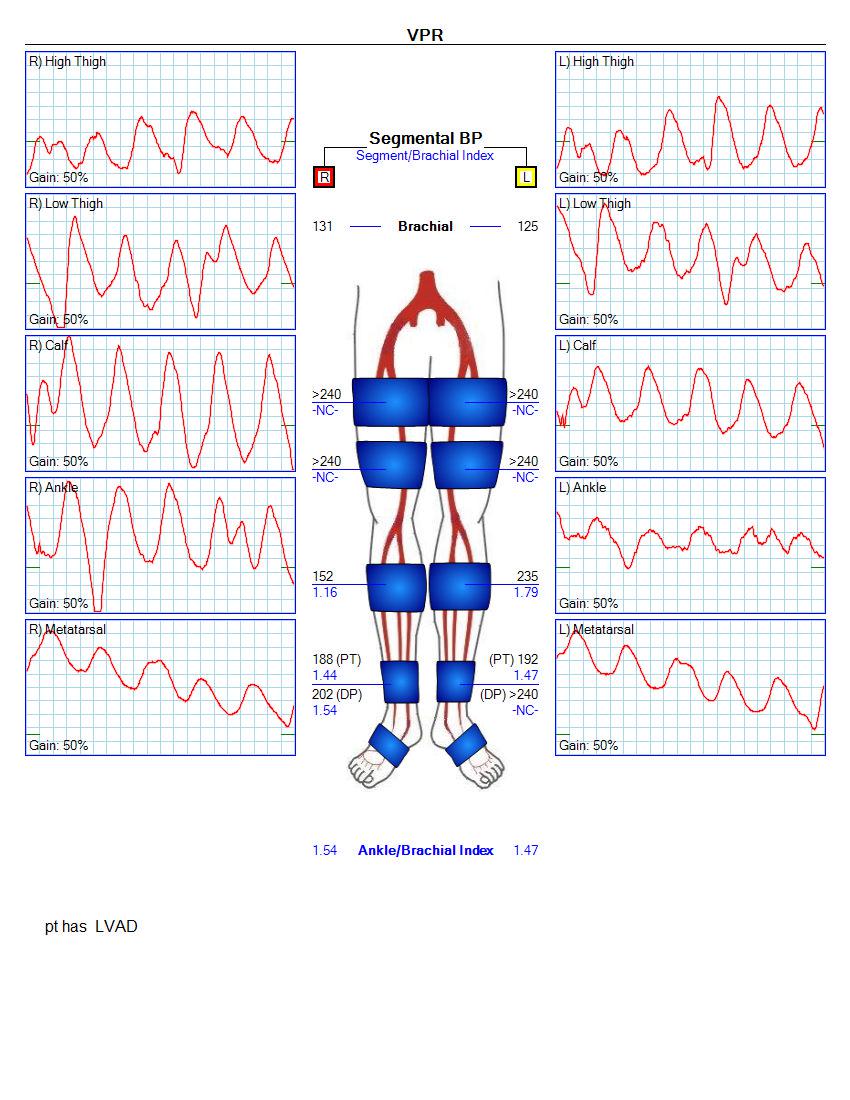 VPR
R) High Thigh
Gain: 50%
L) High Thigh
Gain: 50%
Segmental BP
Segment/Brachial Index
R
L
R) Low Thigh
Gain: 50%
L) Low Thigh
Gain: 50%
131 Brachial 125
R) Calf
Gain: 50%
L) Calf
Gain: 50%
>240 >240
-NC- -NC-
>240 >240
-NC- -NC-
R) Ankle
Gain: 50%
L) Ankle
Gain: 50%
152 235
1.16 1.79
R) Metatarsal
Gain: 50%
L) Metatarsal
Gain: 50%
188 (PT) (PT) 192
1.44 1.47
202 (DP) (DP) >240
1.54 -NC-
1.54 Ankle/Brachial Index 1.47
pt has LVAD